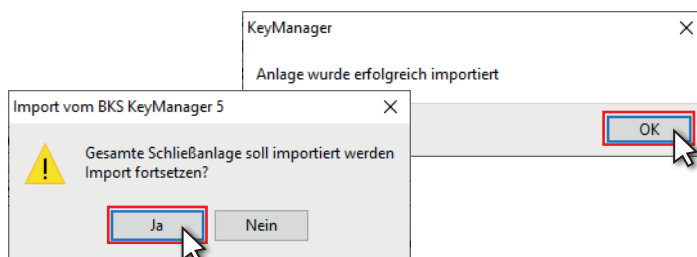 KeyManager
Anlage wurde erfolgreich importiert
OK
Import vom BKS KeyManager 5
Gesamte Schließanlage soll importiert werden
Import fortsetzen?
Ja
Nein